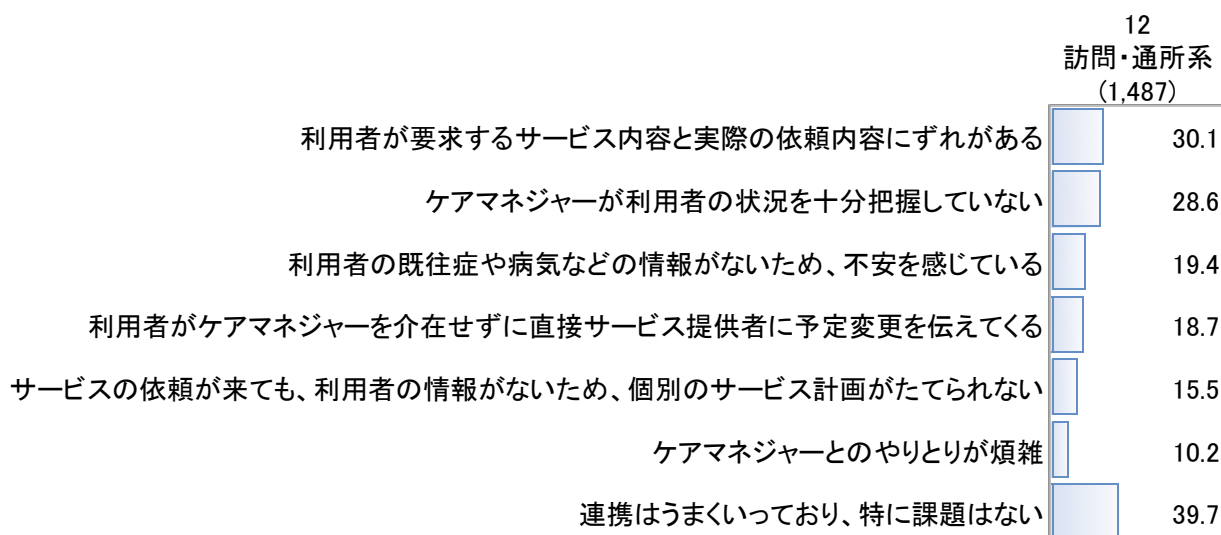 12
訪問・通所系
(1,487)
利用者が要求するサービス内容と実際の依頼内容にずれがある 30.1
ケアマネジャーが利用者の状況を十分把握していない 28.6
利用者の既往症や病気などの情報がないため、不安を感じている 19.4
利用者がケアマネジャーを介在せずに直接サービス提供者に予定変更を伝えてくる 18.7
サービスの依頼が来ても、利用者の情報がないため、個別のサービス計画がたてられない 15.5
ケアマネジャーとのやりとりが煩雑 10.2
連携はうまくいっており、特に課題はない 39.7